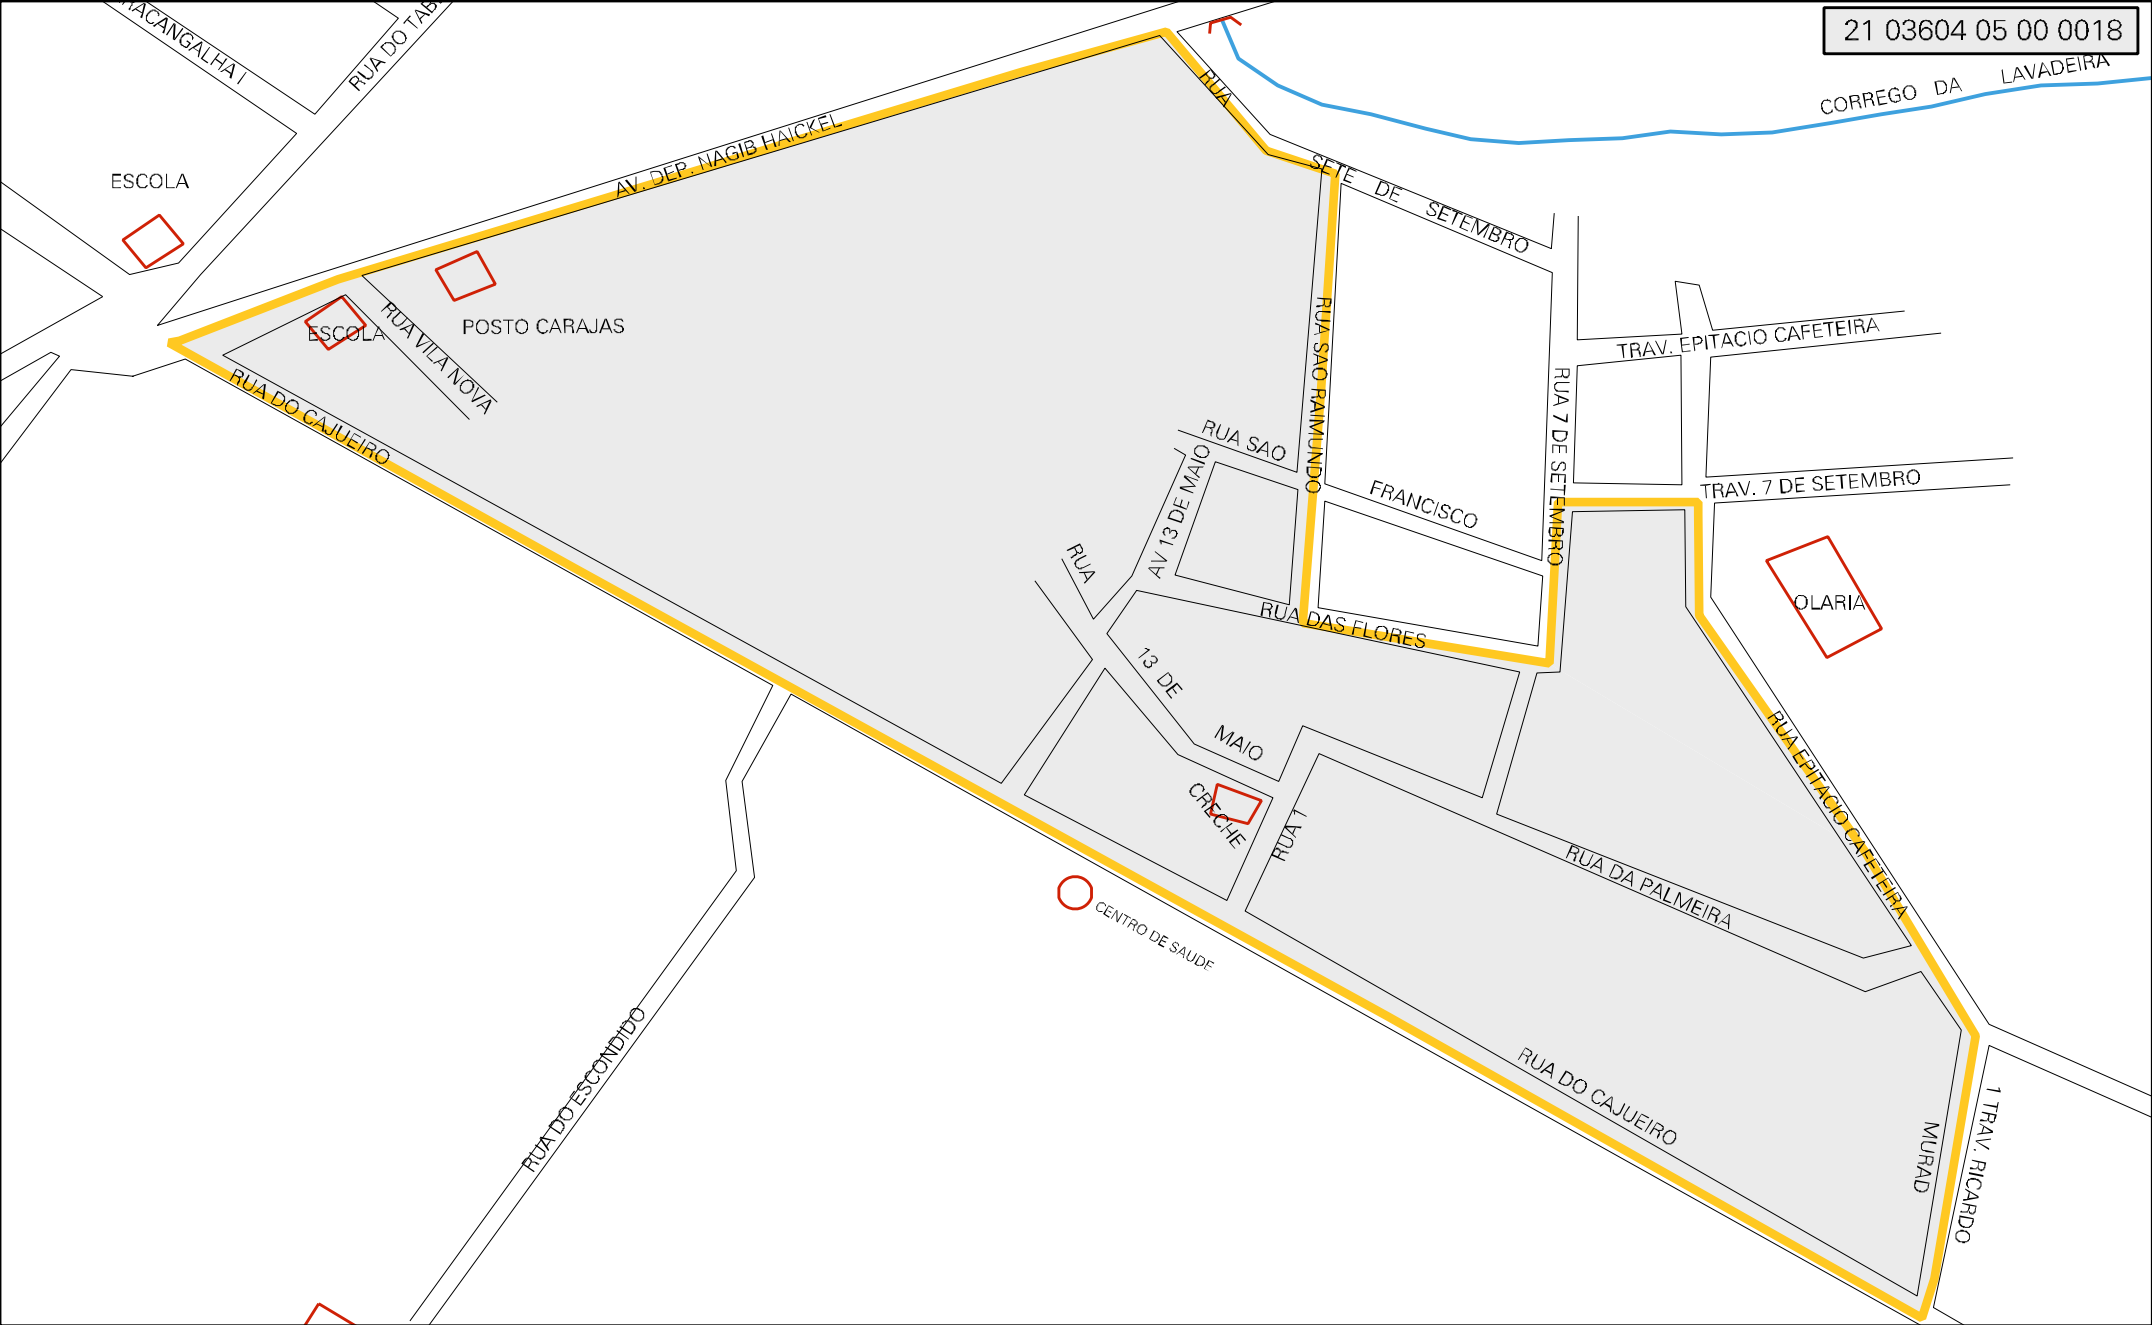 21 03604 05 00 0018
RUA DO
CORREGO DA LAVADEIRA
ESCOLA
AV. DEP. NAGIB HAICKEL
RUA
SETE DE SETEMBRO
ESCOLA
RUA VILA NOVA
POSTO CARAJAS
RUA DO CAJUEIRO
RUA SAO RAIMUNDO
TRAV. EPITACIO CAFETEIRA
RUA 7 DE SETEMBRO
RUA SAO
FRANCISCO
AV 13 DE MAIO
TRAV. 7 DE SETEMBRO
RUA
13 DE
MAIO
RUA DAS FLORES
OLARIA
RUA EPITACIO CAFETEIRA
CRECHE
RUA 1
RUA DA PALMEIRA
CENTRO DE SAUDE
RUA DO ESCONDIDO
RUA DO CAJUEIRO
1 TRAV. RICARDO
MURAD